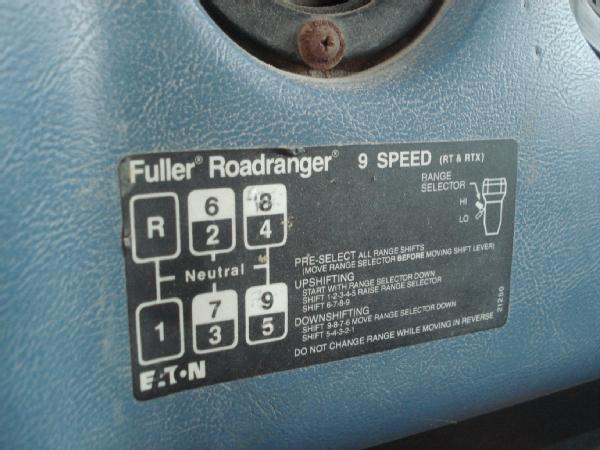 Fuller® Roadranger® 9 SPEED (RT & RTX)
RANGE
SELECTOR
HI
LO
R 6 8
2 4
Neutral
7 9
1 3 5
PRE-SELECT ALL RANGE SHIFTS
(MOVE RANGE SELECTOR BEFORE MOVING SHIFT LEVER)
UPSHIFTING
START WITH RANGE SELECTOR DOWN
SHIFT 1-2-3-4-5 RAISE RANGE SELECTOR
SHIFT 6-7-8-9
DOWNSHIFTING
SHIFT 9-8-7-6 MOVE RANGE SELECTOR DOWN
SHIFT 5-4-3-2-1
DO NOT CHANGE RANGE WHILE MOVING IN REVERSE
21250
EATON